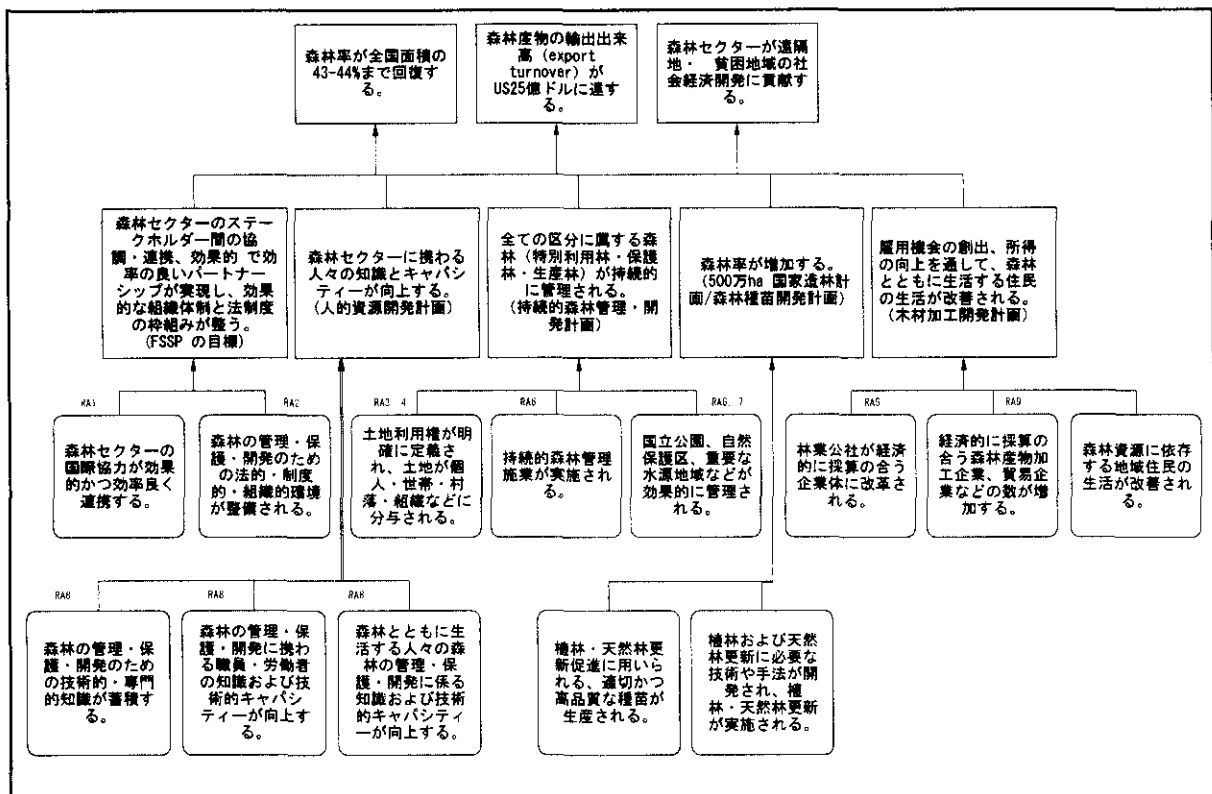 森林率が全国面積の
43-44%まで回復す
る。
森林産物の輸出出来
高 (export
turnover) が
US25億ドルに達す
る。
森林セクターが遠隔
地・ 貧困地域の社
会経済開発に貢献す
る。
森林セクターのステー
クホルダー間の協
調・連携、効果的 で効
率の良いパートナー
シップが実現し、効果
的な組織体制と法制度
の枠組みが整う。
(FSSP の目標)
森林セクターに携わる
人々の知識とキャパシ
ティーが向上する。
(人的資源開発計画)
全ての区分に属する森
林 (特別利用林・保護
林・生産林) が持続的
に管理される。
(持続的森林管理・開
発計画)
森林率が増加する。
(500万ha 国家造林計
画/森林種苗開発計画)
雇用機会の創出、所得
の向上を通して、森林
とともに生活する住民
の生活が改善される。
(木材加工開発計画)
RA1
森林セクターの
国際協力が効果
的かつ効率良く
連携する。
RA2
森林の管理・保
護・開発のため
の法的・制度
的・組織的環境
が整備される。
RA3. 4
土地利用権が明
確に定義さ
れ、土地が個
人・世帯・村
落・組織などに
分与される。
RA6
持続的森林管理
施業が実施され
る。
RA6. 7
国立公園、自然
保護区、重要な
水源地域などが
効果的に管理さ
れる。
RA5
林業公社が経済
的に採算の合う
企業体に改革さ
れる。
RA9
経済的に採算の
合う森林産物加
工企業、貿易企
業などの数が増
加する。
森林資源に依存
する地域住民の
生活が改善され
る。
RA8
森林の管理・保
護・開発のため
の技術的・専門
的知識が蓄積す
る。
RA8
森林の管理・保
護・開発に携わ
る職員・労働者
の知識および技
術的キャパシ
ティーが向上す
る。
RA8
森林とともに生
活する人々の森
林の管理・保
護・開発に係る
知識および技術
的キャパシティ
ーが向上する。
植林・天然林更
新促進に用いら
れる、適切かつ
高品質な種苗が
生産される。
植林および天然
林更新に必要な
技術や手法が
開発され、植
林・天然林更新
が実施される。